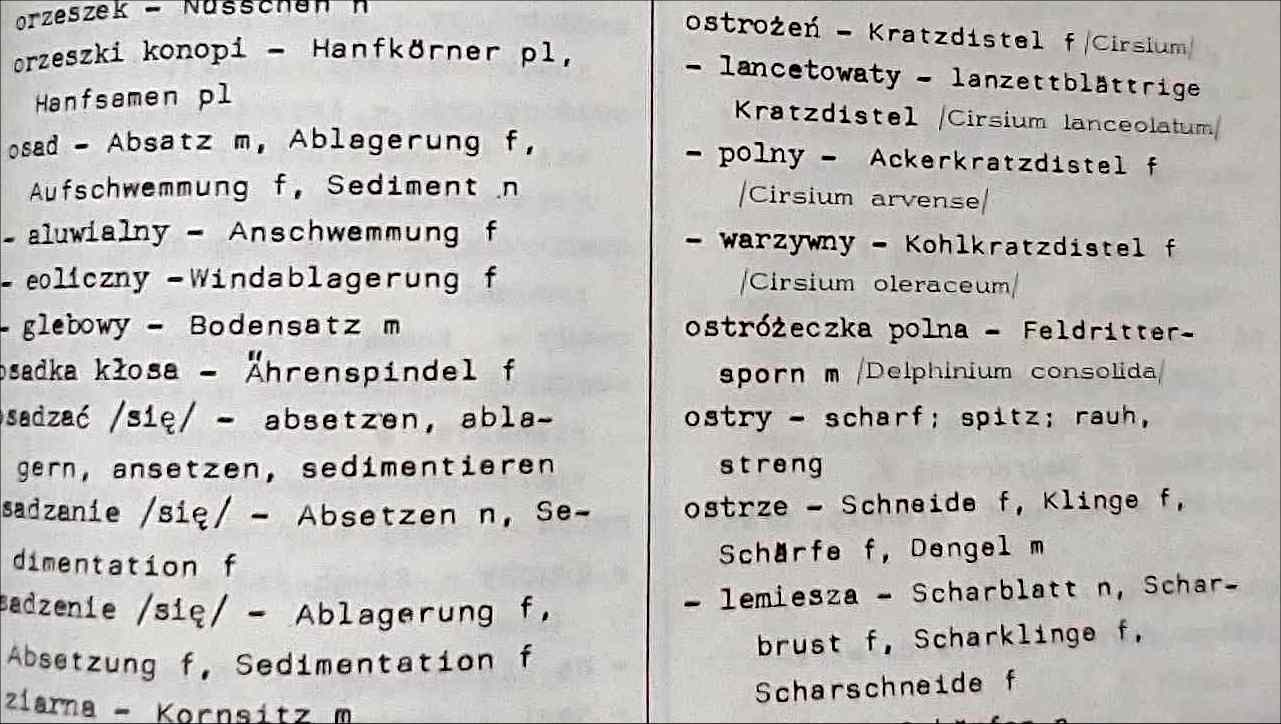 orzeszek – Nüsschen n
orzeszki konopi – Hanfkörner pl,
Hanfsamen pl
osad – Absatz m, Ablagerung f,
Aufschwemmung f, Sediment n
- aluwialny – Anschwemmung f
- eoliczny –Windablagerung f
- glebowy – Bodensatz m
osadka kłosa – Ährenspindel f
osadzać /się/ – absetzen, abla-
gern, ansetzen, sedimentieren
sadzanie /się/ – Absetzen n, Se-
dimentation f
sadzenie /się/ – Ablagerung f,
Absetzung f, Sedimentation f
ziarna – Kornsitz m
ostrożeń – Kratzdistel f /Cirsium/
- lancetowaty – lanzettblättrige
Kratzdistel /Cirsium lanceolatum/
- polny – Ackerkratzdistel f
/Cirsium arvense/
- warzywny – Kohlkratzdistel f
/Cirsium oleraceum/
ostróżeczka polna – Feldritter-
sporn m /Delphinium consolida/
ostry – scharf; spitz; rauh,
streng
ostrze – Schneide f, Klinge f,
Schärfe f, Dengel m
- lemiesza – Scharblatt n, Schar-
brust f, Scharklinge f,
Scharschneide f